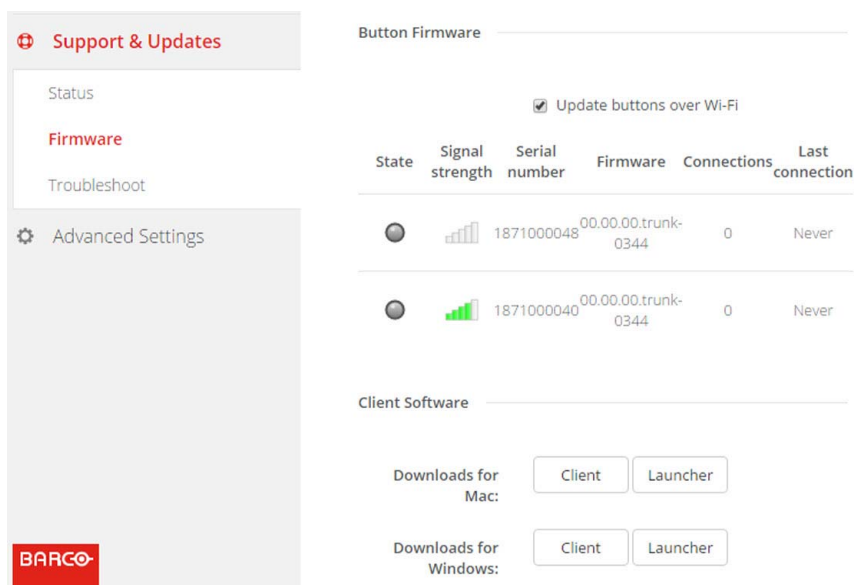 Support & Updates
Status
Firmware
Troubleshoot
Advanced Settings
BARCO
Button Firmware
Update buttons over Wi-Fi
State Signal strength Serial number Firmware Connections Last connection
1871000048 00.00.00.trunk-0344 0 Never
1871000040 00.00.00.trunk-0344 0 Never
Client Software
Downloads for Mac: Client Launcher
Downloads for Windows: Client Launcher